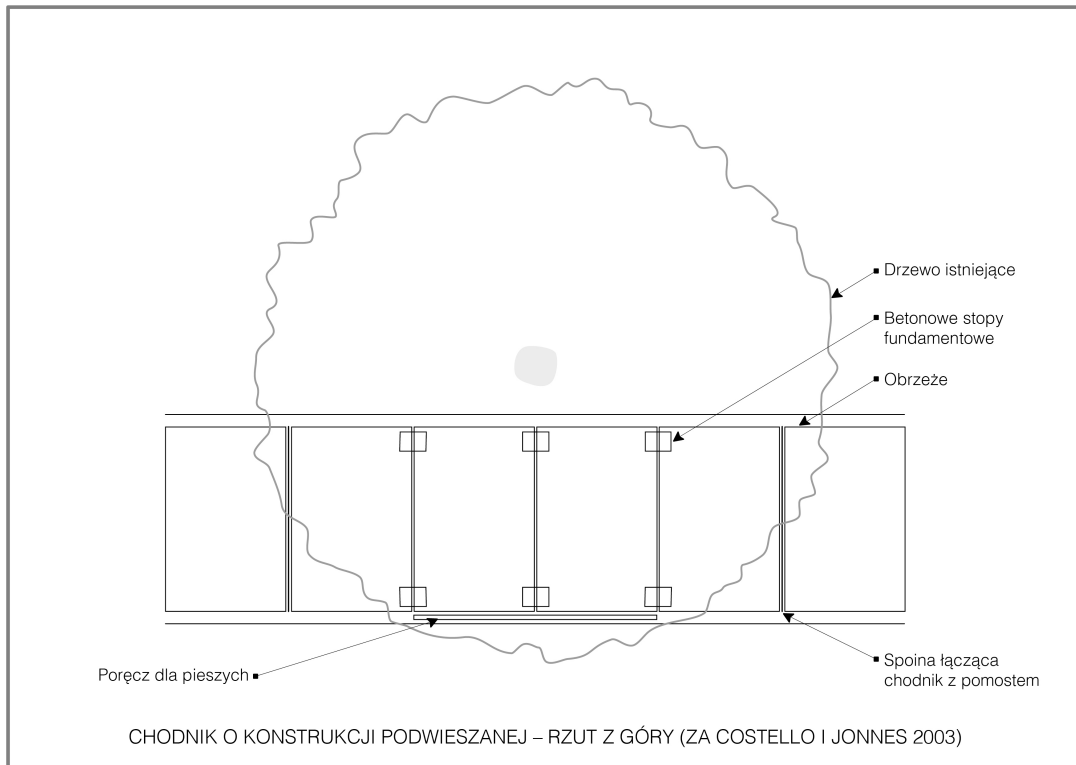 Drzewo istniejące
Betonowe stopy
fundamentowe
Obrzeże
Poręcz dla pieszych
Spoina łącząca
chodnik z pomostem
CHODNIK O KONSTRUKCJI PODWIESZANEJ – RZUT Z GÓRY (ZA COSTELLO I JONNES 2003)